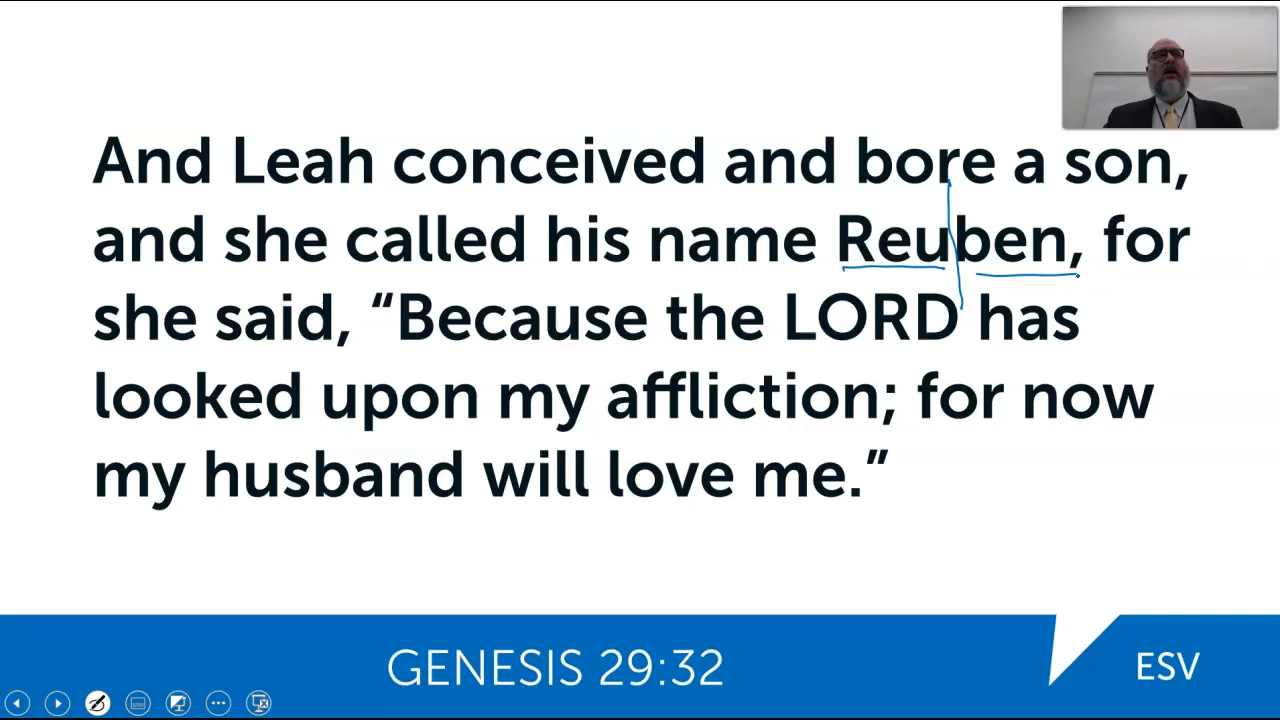 And Leah conceived and bore a son,
and she called his name Reuben, for
she said, “Because the LORD has
looked upon my affliction; for now
my husband will love me.”
GENESIS 29:32
ESV